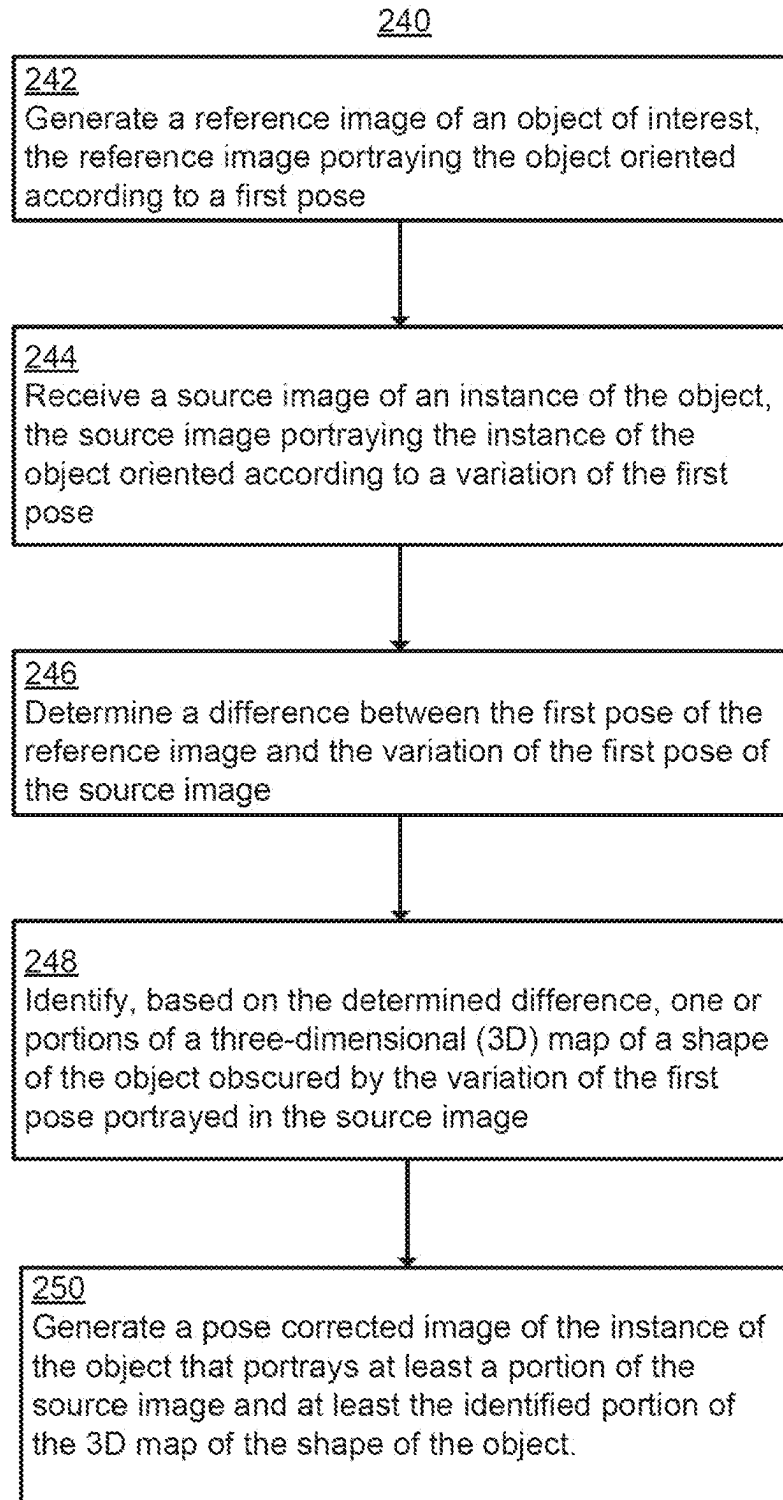 240
242
Generate a reference image of an object of interest,
the reference image portraying the object oriented
according to a first pose
244
Receive a source image of an instance of the object,
the source image portraying the instance of the
object oriented according to a variation of the first
pose
246
Determine a difference between the first pose of the
reference image and the variation of the first pose of
the source image
248
Identify, based on the determined difference, one or
portions of a three-dimensional (3D) map of a shape
of the object obscured by the variation of the first
pose portrayed in the source image
250
Generate a pose corrected image of the instance of
the object that portrays at least a portion of the
source image and at least the identified portion of
the 3D map of the shape of the object.